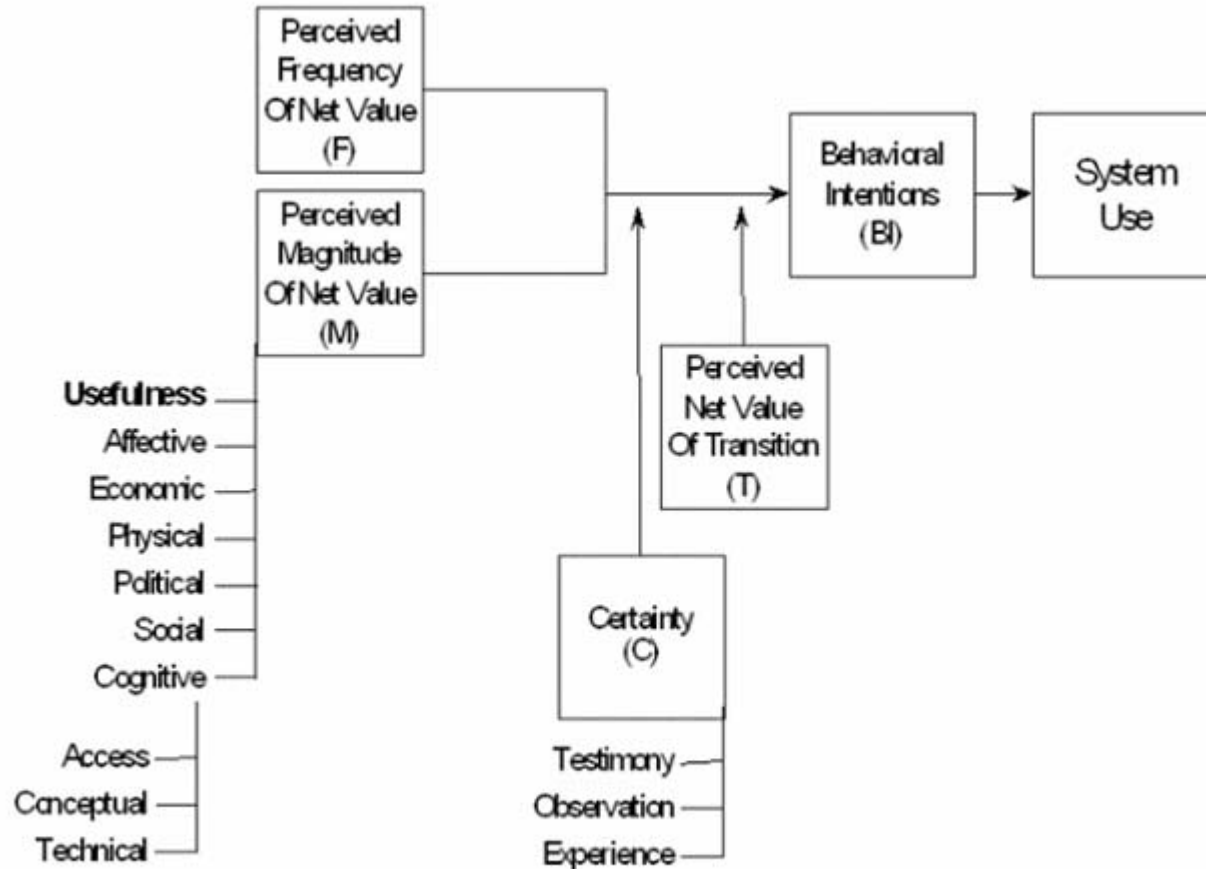 Perceived
Frequency
Of Net Value
(F)
Perceived
Magnitude
Of Net Value
(M)
Behavioral
Intentions
(BI)
System
Use
Perceived
Net Value
Of Transition
(T)
Usefulness
Affective
Economic
Physical
Political
Social
Cognitive
Access
Conceptual
Technical
Certainty
(C)
Testimony
Observation
Experience